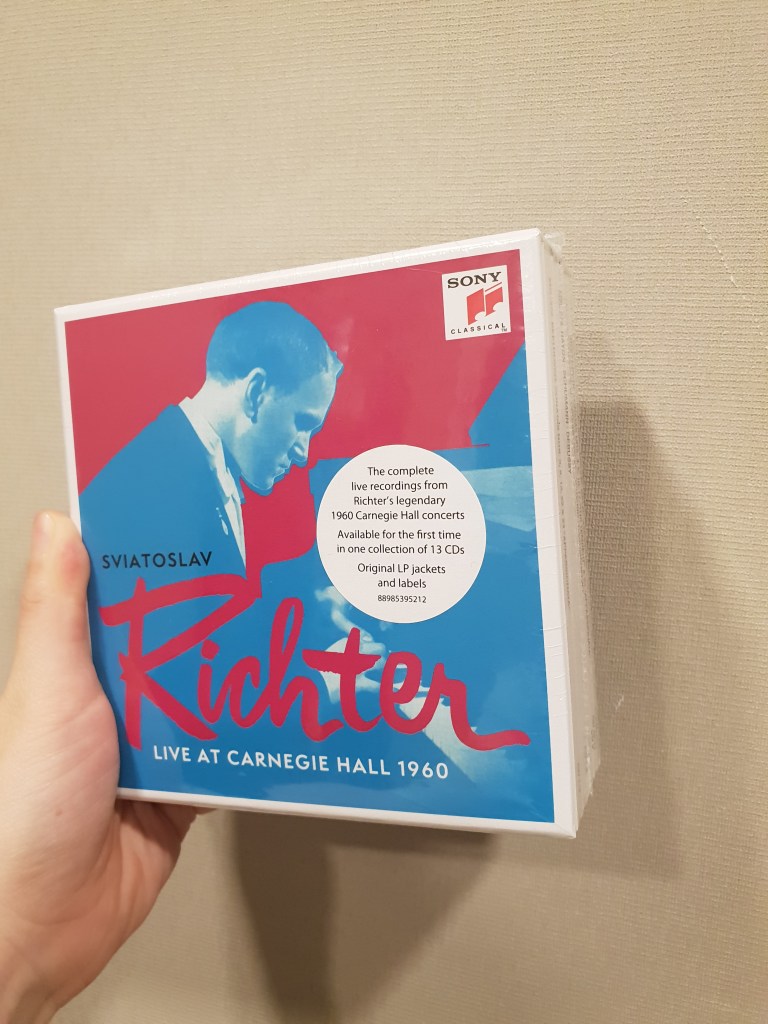 SONY
CLASSICAL™
The complete
live recordings from
Richter's legendary
1960 Carnegie Hall concerts
Available for the first time
in one collection of 13 CDs
Original LP jackets
and labels
88985395212
SVIATOSLAV
Richter
LIVE AT CARNEGIE HALL 1960